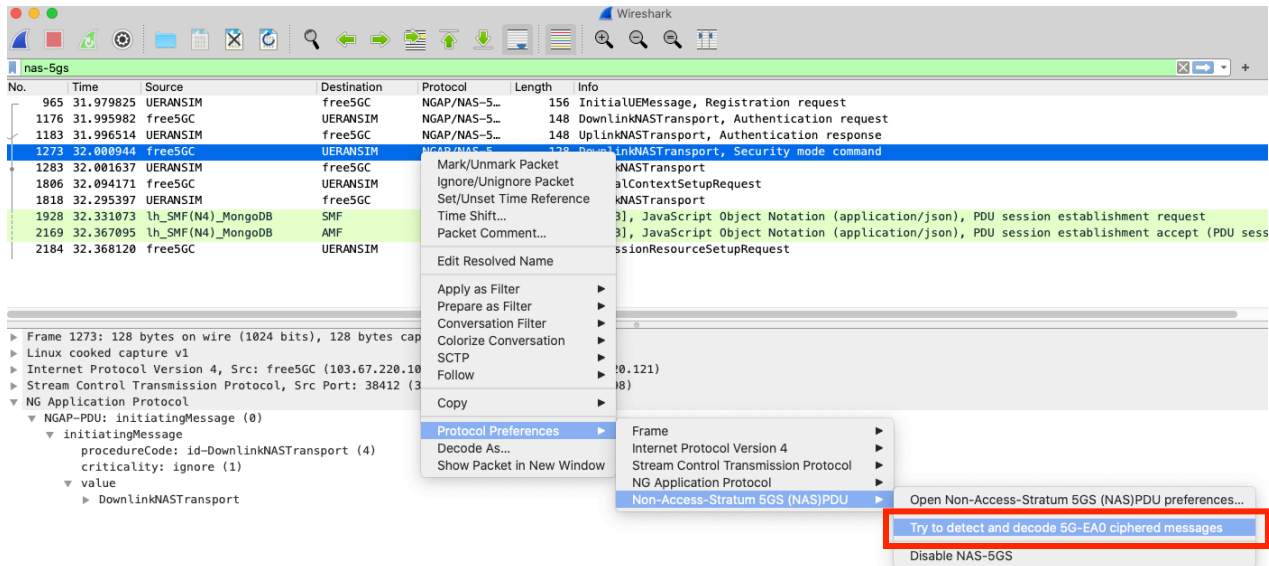 Wireshark
nas-5gs
No. Time Source Destination Protocol Length Info
965 31.979825 UERANSIM free5GC NGAP/NAS-5… 156 InitialUEMessage, Registration request
1176 31.995982 free5GC UERANSIM NGAP/NAS-5… 148 DownlinkNASTransport, Authentication request
1183 31.996514 UERANSIM free5GC NGAP/NAS-5… 148 UplinkNASTransport, Authentication response
1273 32.000944 free5GC UERANSIM NGAP/NAS-5 128 DownlinkNASTransport, Security mode command
1283 32.001637 UERANSIM free5GC kNASTransport
1806 32.094171 free5GC UERANSIM alContextSetupRequest
1818 32.295397 UERANSIM free5GC kNASTransport
1928 32.331073 lh_SMF(N4)_MongoDB SMF ], JavaScript Object Notation (application/json), PDU session establishment request
2169 32.367095 lh_SMF(N4)_MongoDB AMF ], JavaScript Object Notation (application/json), PDU session establishment accept (PDU sess
2184 32.368120 free5GC UERANSIM ssionResourceSetupRequest
Mark/Unmark Packet
Ignore/Unignore Packet
Set/Unset Time Reference
Time Shift...
Packet Comment...
Edit Resolved Name
Apply as Filter
Prepare as Filter
Conversation Filter
Colorize Conversation
SCTP
Follow
Copy
Protocol Preferences
Decode As...
Show Packet in New Window
Frame
Internet Protocol Version 4
Stream Control Transmission Protocol
NG Application Protocol
Non-Access-Stratum 5GS (NAS)PDU
Open Non-Access-Stratum 5GS (NAS)PDU preferences...
Try to detect and decode 5G-EA0 ciphered messages
Disable NAS-5GS
Frame 1273: 128 bytes on wire (1024 bits), 128 bytes cap
Linux cooked capture v1
Internet Protocol Version 4, Src: free5GC (103.67.220.10 20.121)
Stream Control Transmission Protocol, Src Port: 38412 (3 98)
NG Application Protocol
NGAP-PDU: initiatingMessage (0)
initiatingMessage
procedureCode: id-DownlinkNASTransport (4)
criticality: ignore (1)
value
DownlinkNASTransport